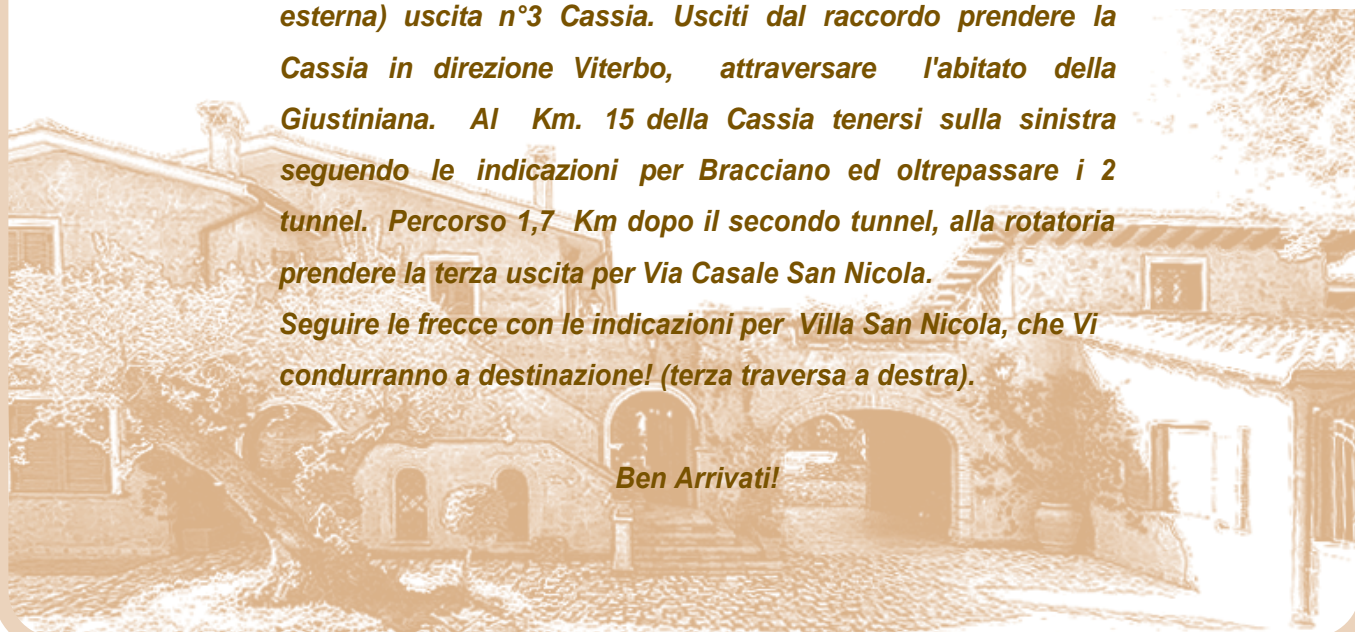 esterna) uscita n°3 Cassia. Usciti dal raccordo prendere la
Cassia in direzione Viterbo, attraversare l'abitato della
Giustiniana. Al Km. 15 della Cassia tenersi sulla sinistra
seguendo le indicazioni per Bracciano ed oltrepassare i 2
tunnel. Percorso 1,7 Km dopo il secondo tunnel, alla rotatoria
prendere la terza uscita per Via Casale San Nicola.
Seguire le frecce con le indicazioni per Villa San Nicola, che Vi
condurranno a destinazione! (terza traversa a destra).
Ben Arrivati!